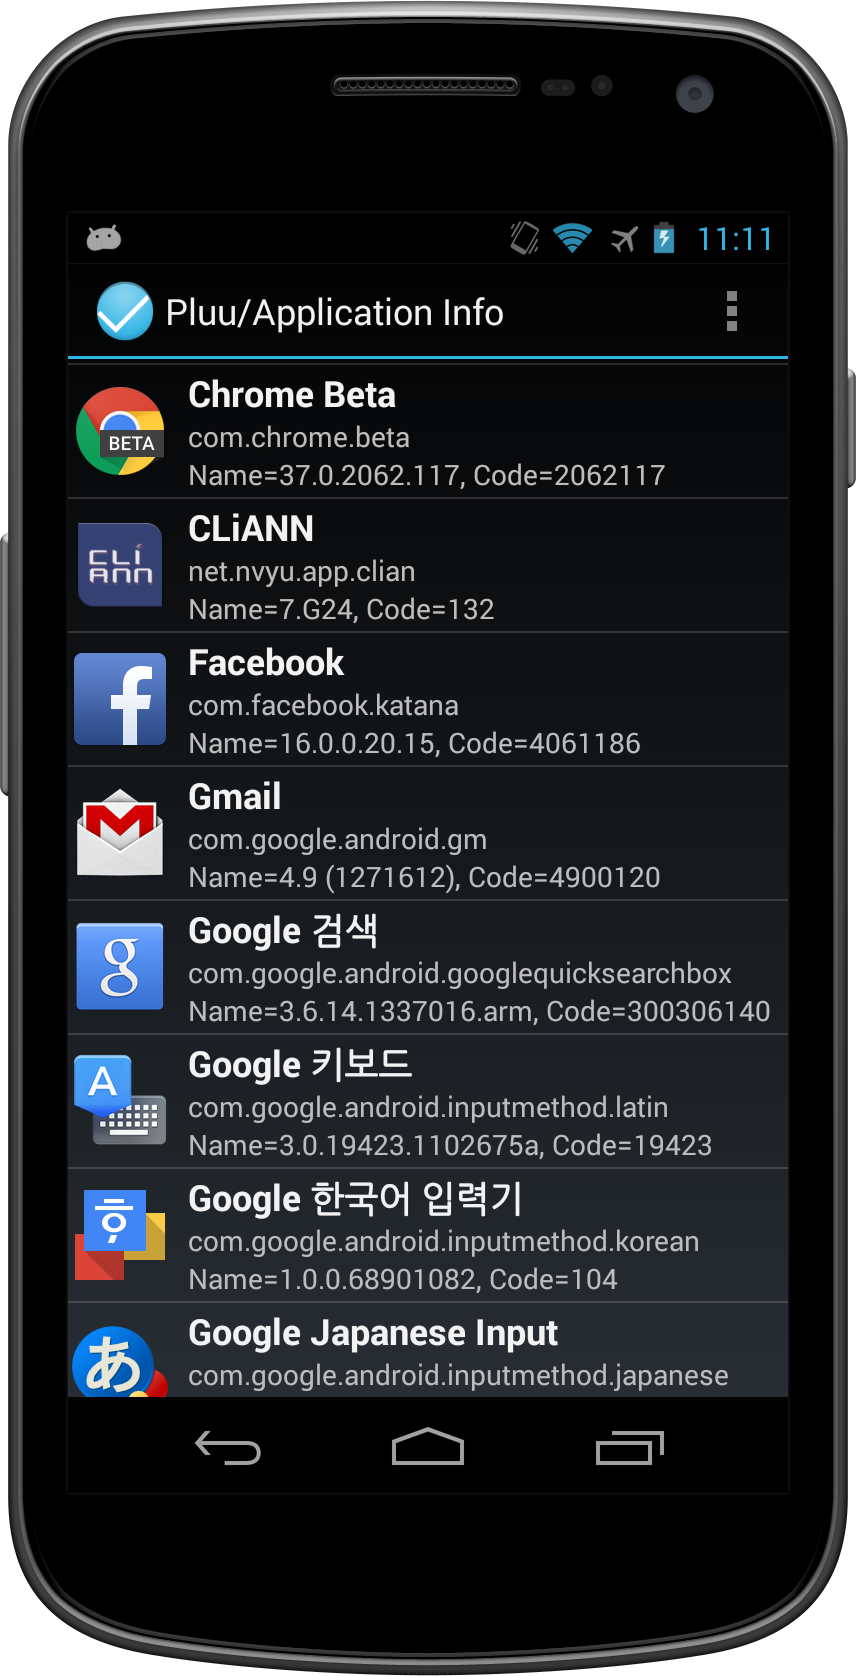 11:11
Pluu/Application Info
BETA
Chrome Beta
com.chrome.beta
Name=37.0.2062.117, Code=2062117
CLi
ANN
CLiANN
net.nvyu.app.clian
Name=7.G24, Code=132
f
Facebook
com.facebook.katana
Name=16.0.0.20.15, Code=4061186
Gmail
com.google.android.gm
Name=4.9 (1271612), Code=4900120
g
Google 검색
com.google.android.googlequicksearchbox
Name=3.6.14.1337016.arm, Code=300306140
A
Google 키보드
com.google.android.inputmethod.latin
Name=3.0.19423.1102675a, Code=19423
ㅎ
Google 한국어 입력기
com.google.android.inputmethod.korean
Name=1.0.0.68901082, Code=104
あ
Google Japanese Input
com.google.android.inputmethod.japanese